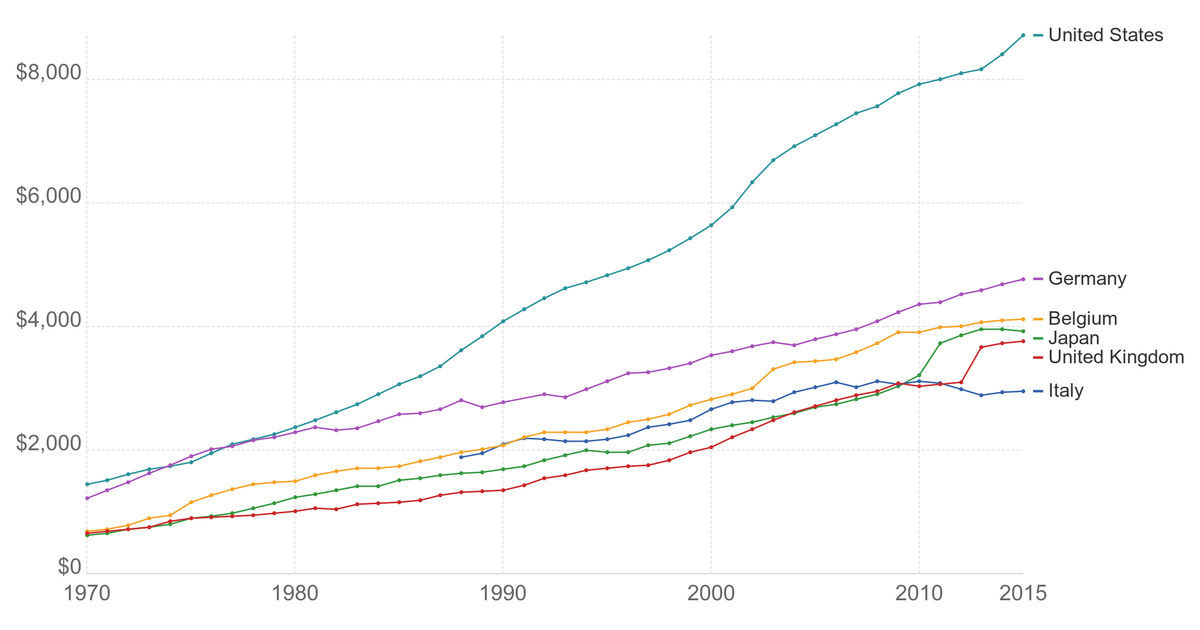 $8,000
$6,000
$4,000
$2,000
$0
1970 1980 1990 2000 2010 2015
United States
Germany
Belgium
Japan
United Kingdom
Italy